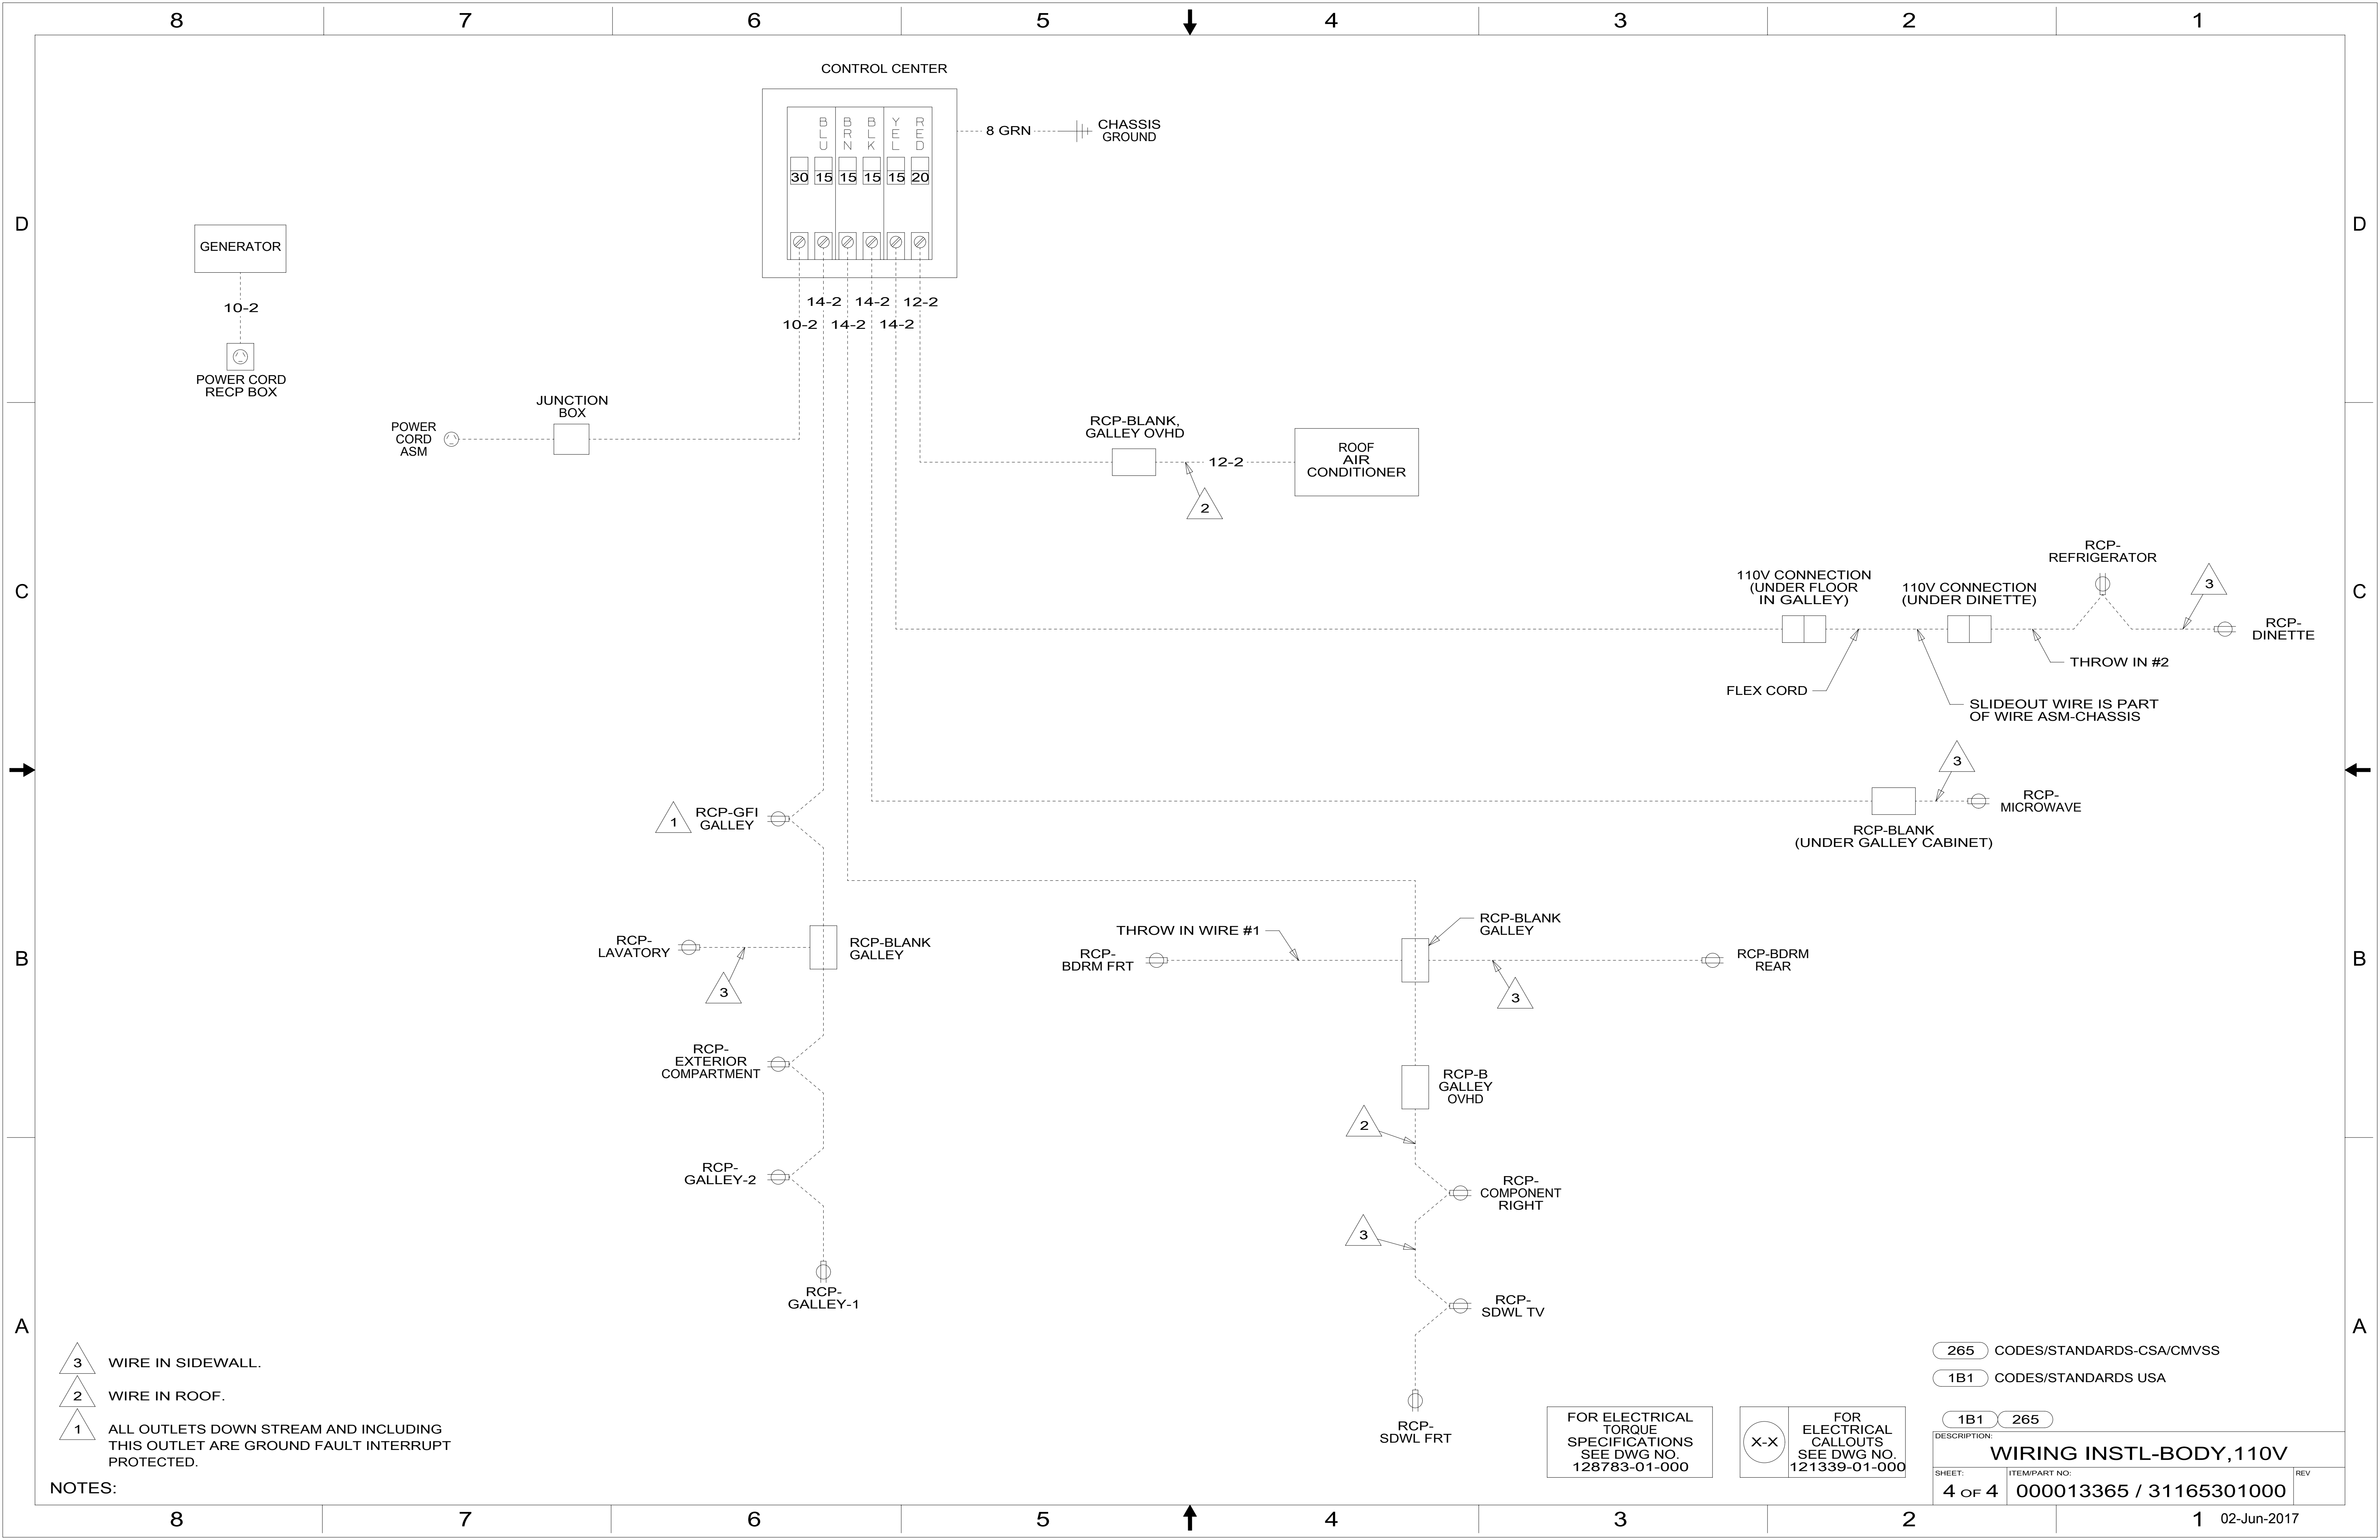 8 7 6 5 4 3 2 1
CONTROL CENTER
BLU BRN BLK YEL RED
30 15 15 15 15 20
8 GRN
CHASSIS
GROUND
D
D
GENERATOR
10-2
POWER CORD
RECP BOX
14-2 14-2 12-2
10-2 14-2 14-2
JUNCTION
BOX
POWER
CORD
ASM
RCP-BLANK,
GALLEY OVHD
12-2
2
ROOF
AIR
CONDITIONER
C
C
110V CONNECTION
(UNDER FLOOR
IN GALLEY)
110V CONNECTION
(UNDER DINETTE)
RCP-
REFRIGERATOR
3
RCP-
DINETTE
THROW IN #2
FLEX CORD
SLIDEOUT WIRE IS PART
OF WIRE ASM-CHASSIS
3
RCP-
MICROWAVE
RCP-BLANK
(UNDER GALLEY CABINET)
1
RCP-GFI
GALLEY
B
B
RCP-
LAVATORY
3
RCP-BLANK
GALLEY
THROW IN WIRE #1
RCP-
BDRM FRT
RCP-BLANK
GALLEY
3
RCP-BDRM
REAR
RCP-
EXTERIOR
COMPARTMENT
RCP-B
GALLEY
OVHD
2
RCP-
GALLEY-2
RCP-
COMPONENT
RIGHT
3
RCP-
GALLEY-1
RCP-
SDWL TV
RCP-
SDWL FRT
A
A
3 WIRE IN SIDEWALL.
2 WIRE IN ROOF.
1 ALL OUTLETS DOWN STREAM AND INCLUDING
THIS OUTLET ARE GROUND FAULT INTERRUPT
PROTECTED.
NOTES:
FOR ELECTRICAL
TORQUE
SPECIFICATIONS
SEE DWG NO.
128783-01-000
X-X
FOR
ELECTRICAL
CALLOUTS
SEE DWG NO.
121339-01-000
265 CODES/STANDARDS-CSA/CMVSS
1B1 CODES/STANDARDS USA
1B1 265
DESCRIPTION:
WIRING INSTL-BODY,110V
SHEET:
4 OF 4
ITEM/PART NO:
000013365 / 31165301000
REV
8 7 6 5 4 3 2 1
02-Jun-2017